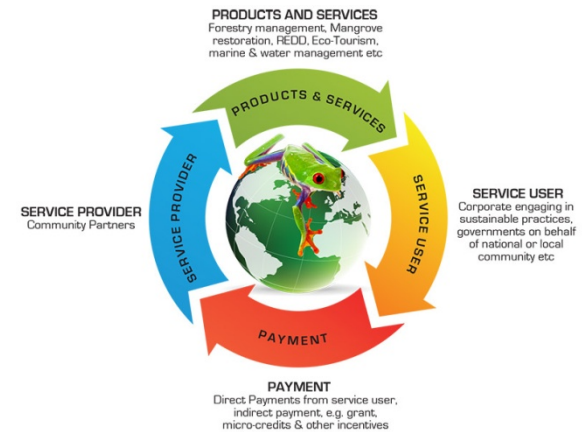 PRODUCTS AND SERVICES
Forestry management, Mangrove
restoration, REDD, Eco-Tourism,
marine & water management etc
PRODUCTS & SERVICES
SERVICE PROVIDER
Community Partners
SERVICE PROVIDER
SERVICE USER
SERVICE USER
Corporate engaging in
sustainable practices,
governments on behalf
of national or local
community etc
PAYMENT
PAYMENT
Direct Payments from service user,
indirect payment, e.g. grant,
micro-credits & other incentives